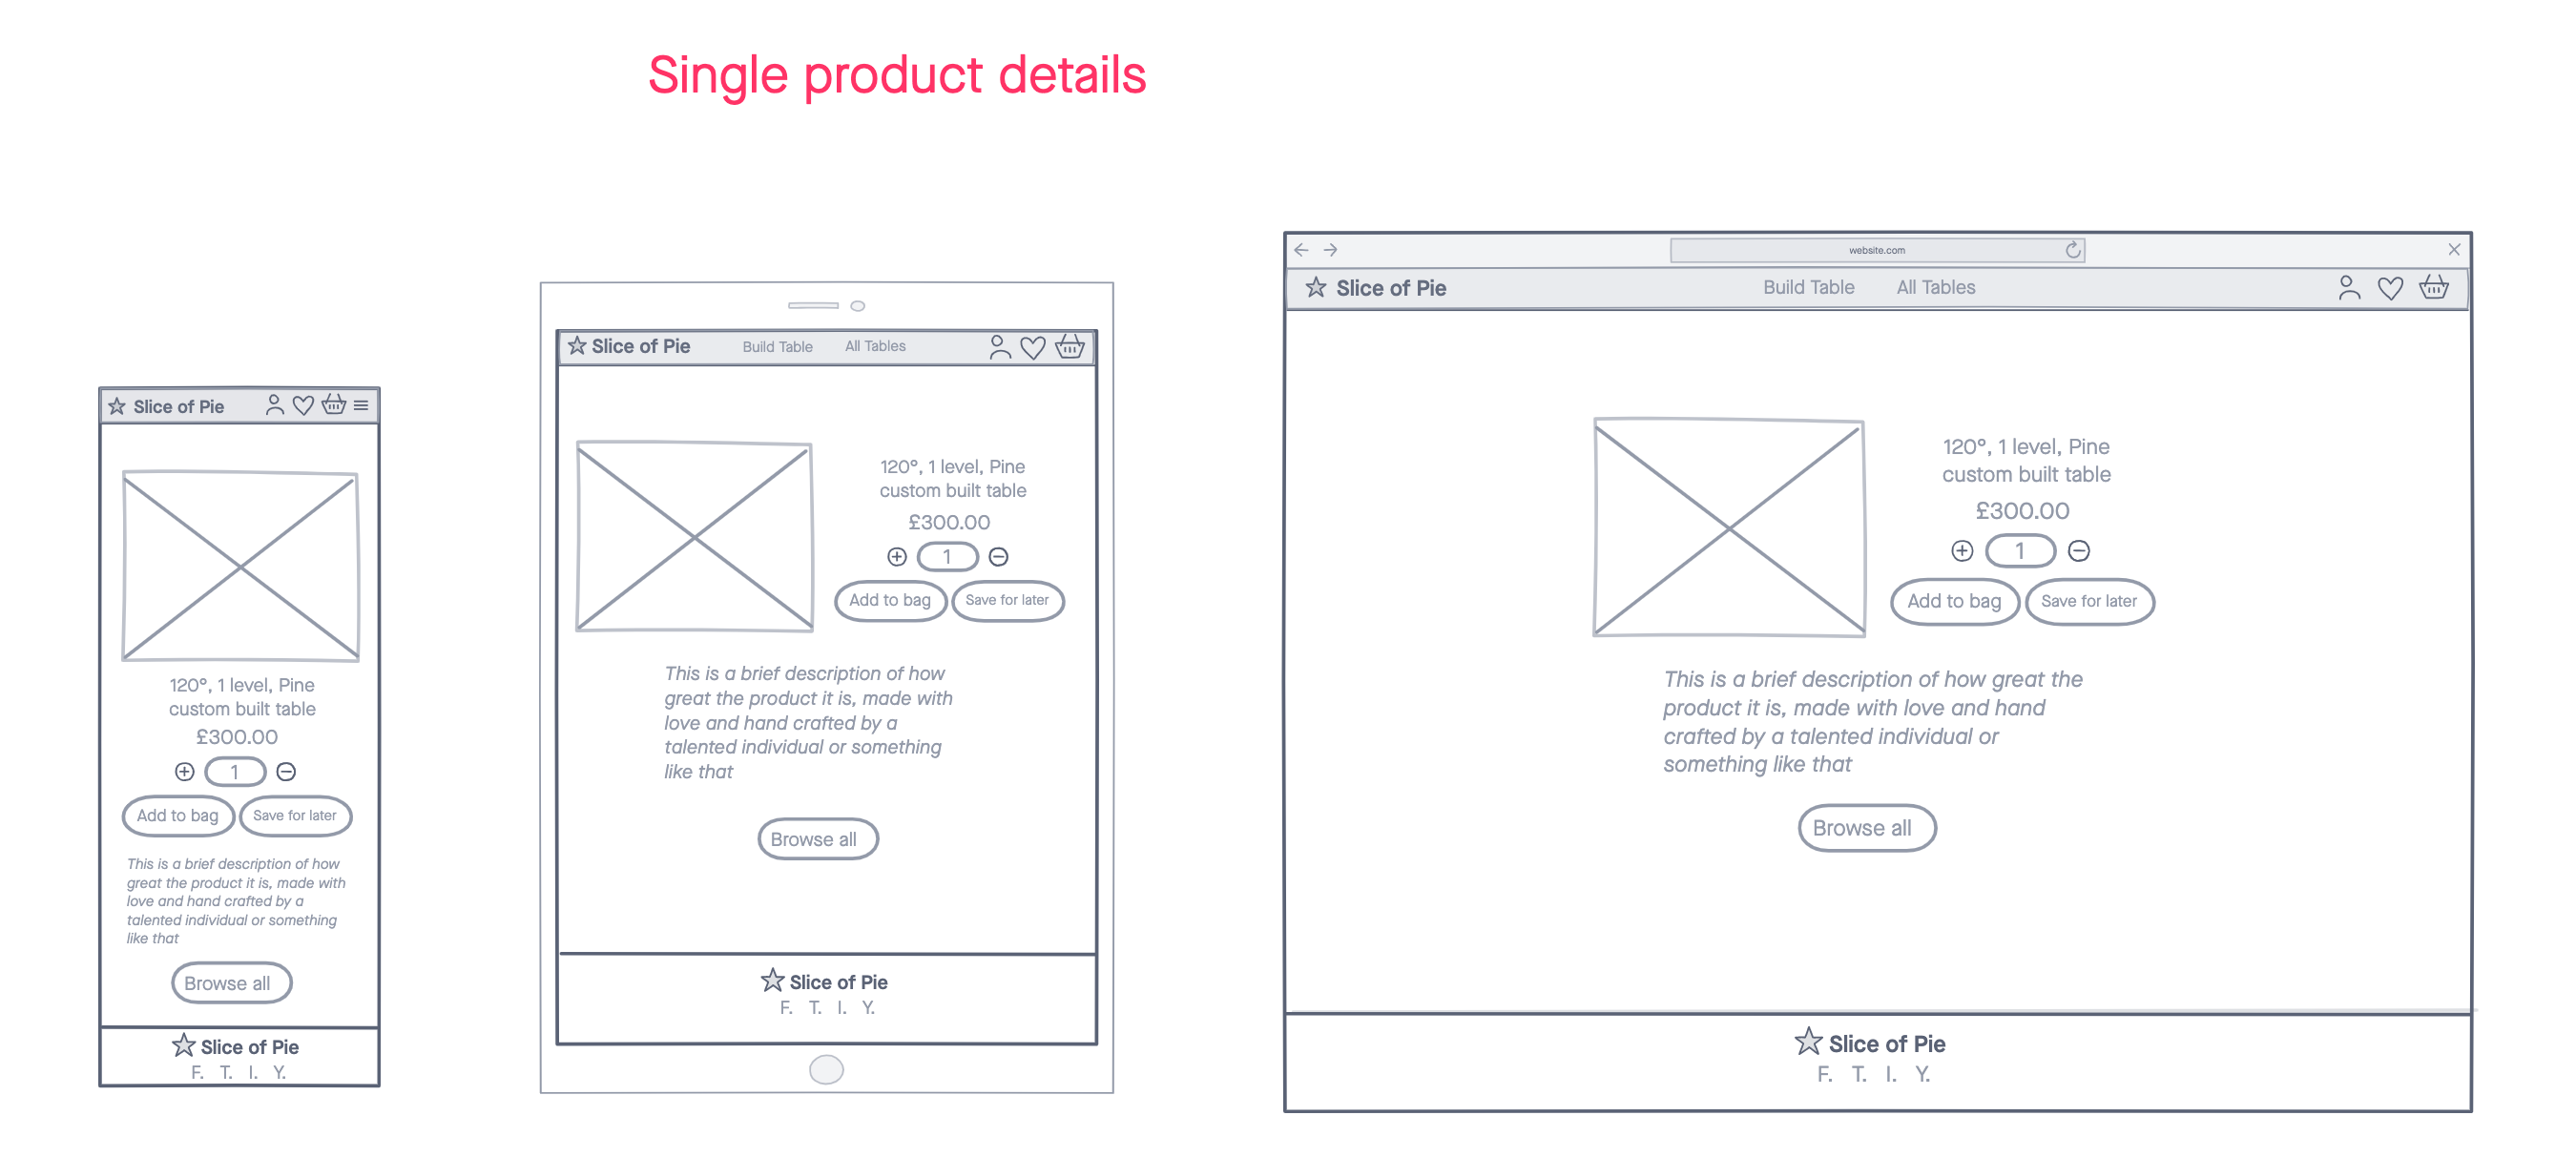 Single product details
Slice of Pie
120°, 1 level, Pine
custom built table
£300.00
1
Add to bag Save for later
This is a brief description of how
great the product it is, made with
love and hand crafted by a
talented individual or something
like that
Browse all
Slice of Pie
F. T. I. Y.
Slice of Pie Build Table All Tables
120°, 1 level, Pine
custom built table
£300.00
1
Add to bag Save for later
This is a brief description of how
great the product it is, made with
love and hand crafted by a
talented individual or something
like that
Browse all
Slice of Pie
F. T. I. Y.
website.com
Slice of Pie Build Table All Tables
120°, 1 level, Pine
custom built table
£300.00
1
Add to bag Save for later
This is a brief description of how great the
product it is, made with love and hand
crafted by a talented individual or
something like that
Browse all
Slice of Pie
F. T. I. Y.